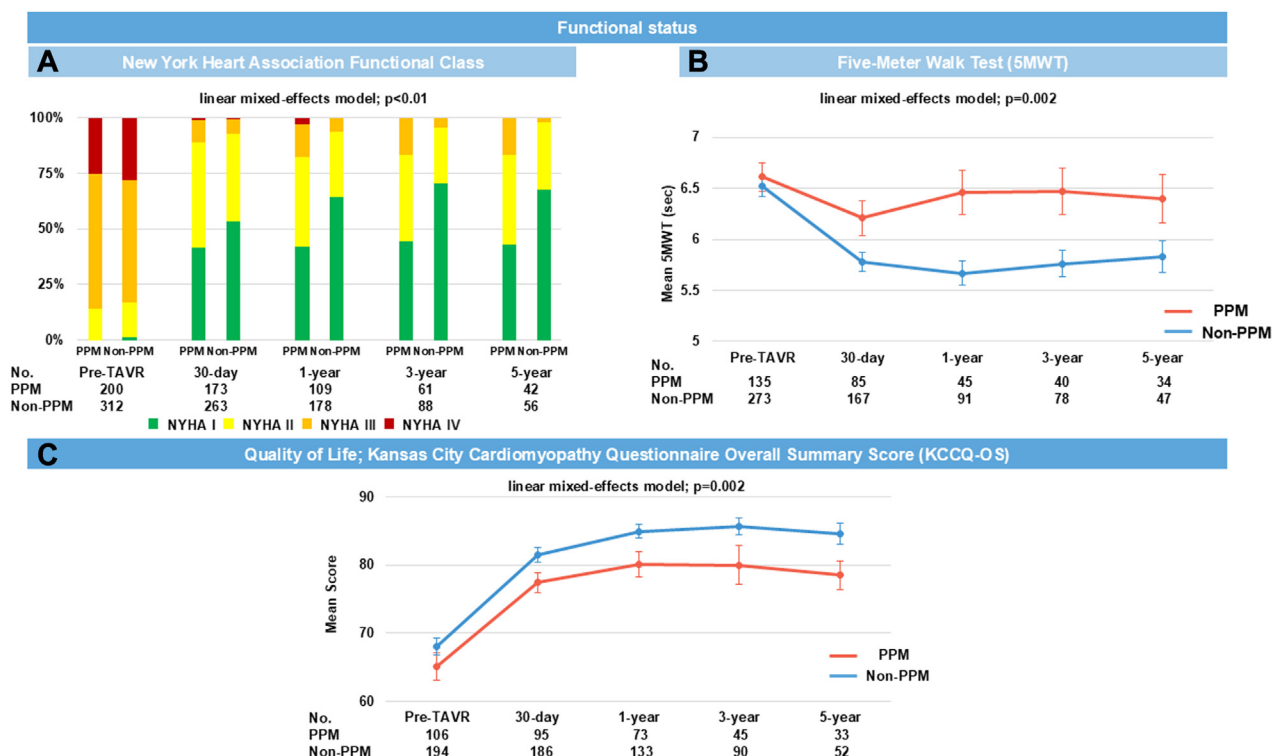 Functional status
A New York Heart Association Functional Class
linear mixed-effects model; p<0.01
100%
75%
50%
25%
0%
PPM Non-PPM PPM Non-PPM PPM Non-PPM PPM Non-PPM PPM Non-PPM
No. Pre-TAVR 30-day 1-year 3-year 5-year
PPM 200 173 109 61 42
Non-PPM 312 263 178 88 56
NYHA I NYHA II NYHA III NYHA IV
B Five-Meter Walk Test (5MWT)
linear mixed-effects model; p=0.002
Mean 5MWT (sec)
7
6.5
6
5.5
5
PPM
Non-PPM
No. Pre-TAVR 30-day 1-year 3-year 5-year
PPM 135 85 45 40 34
Non-PPM 273 167 91 78 47
C Quality of Life; Kansas City Cardiomyopathy Questionnaire Overall Summary Score (KCCQ-OS)
linear mixed-effects model; p=0.002
Mean Score
90
80
70
60
PPM
Non-PPM
No. Pre-TAVR 30-day 1-year 3-year 5-year
PPM 106 95 73 45 33
Non-PPM 194 186 133 90 52